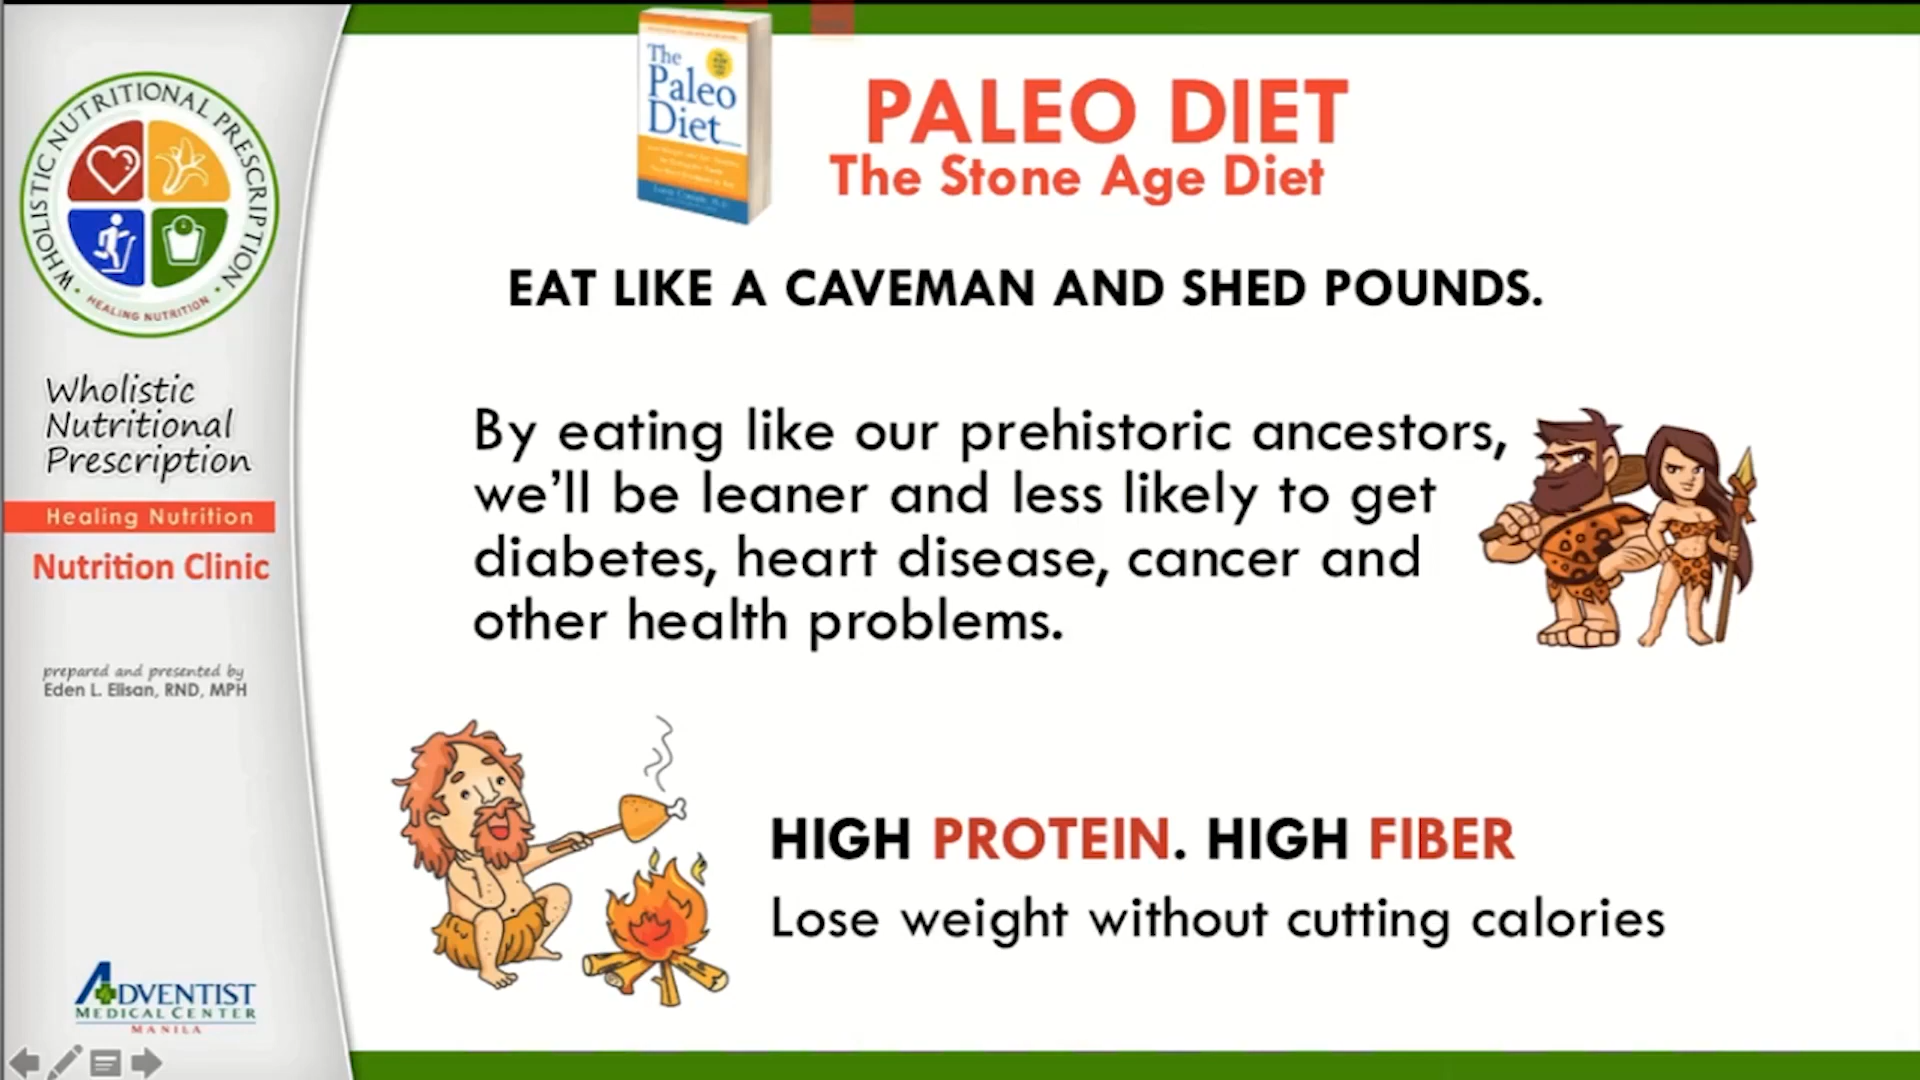 WHOLISTIC NUTRITIONAL PRESCRIPTION
• HEALING NUTRITION •
Wholistic
Nutritional
Prescription
Healing Nutrition
Nutrition Clinic
prepared and presented by
Eden L. Elisan, RND, MPH
ADVENTIST
MEDICAL CENTER
MANILA
The
Paleo
Diet
PALEO DIET
The Stone Age Diet
EAT LIKE A CAVEMAN AND SHED POUNDS.
By eating like our prehistoric ancestors,
we'll be leaner and less likely to get
diabetes, heart disease, cancer and
other health problems.
HIGH PROTEIN. HIGH FIBER
Lose weight without cutting calories